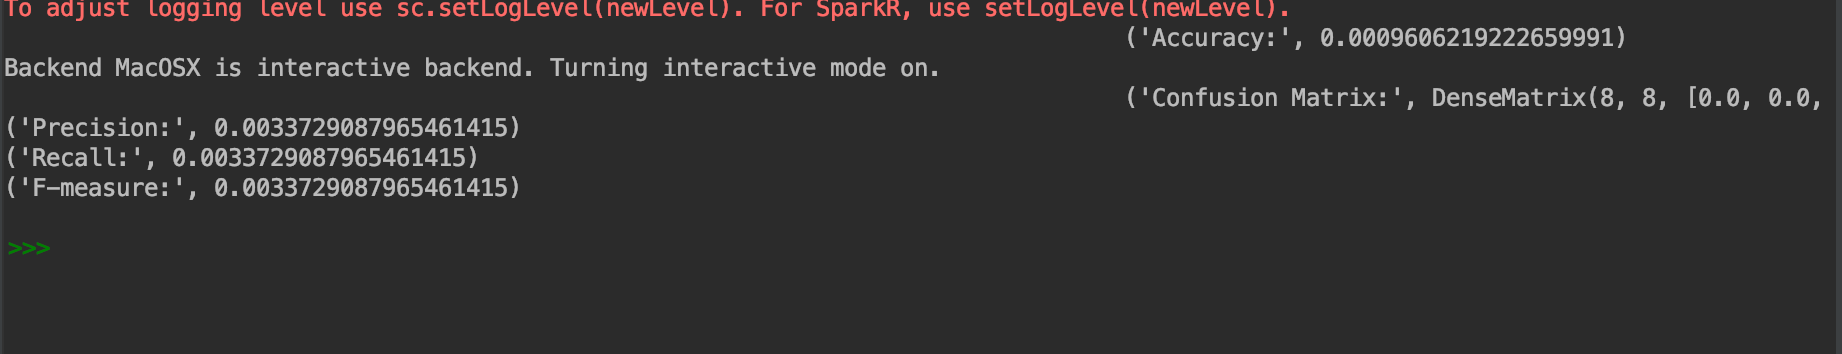 To adjust logging level use sc.setLogLevel(newLevel). For SparkR, use setLogLevel(newLevel).
('Accuracy:', 0.0009606219222659991)
Backend MacOSX is interactive backend. Turning interactive mode on.
('Confusion Matrix:', DenseMatrix(8, 8, [0.0, 0.0,
('Precision:', 0.0033729087965461415)
('Recall:', 0.0033729087965461415)
('F-measure:', 0.0033729087965461415)
>>>